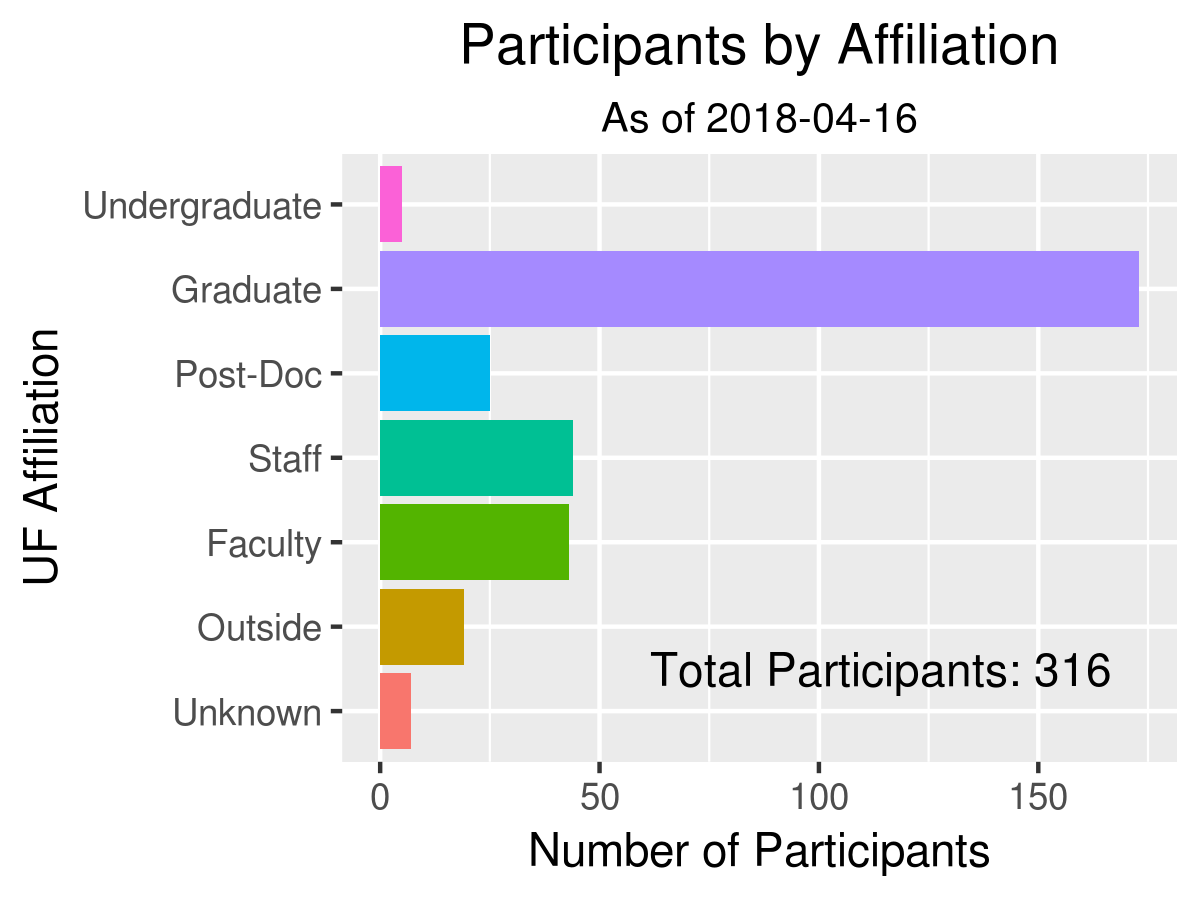 Participants by Affiliation
As of 2018-04-16
UF Affiliation
Undergraduate
Graduate
Post-Doc
Staff
Faculty
Outside
Unknown
Total Participants: 316
0 50 100 150
Number of Participants